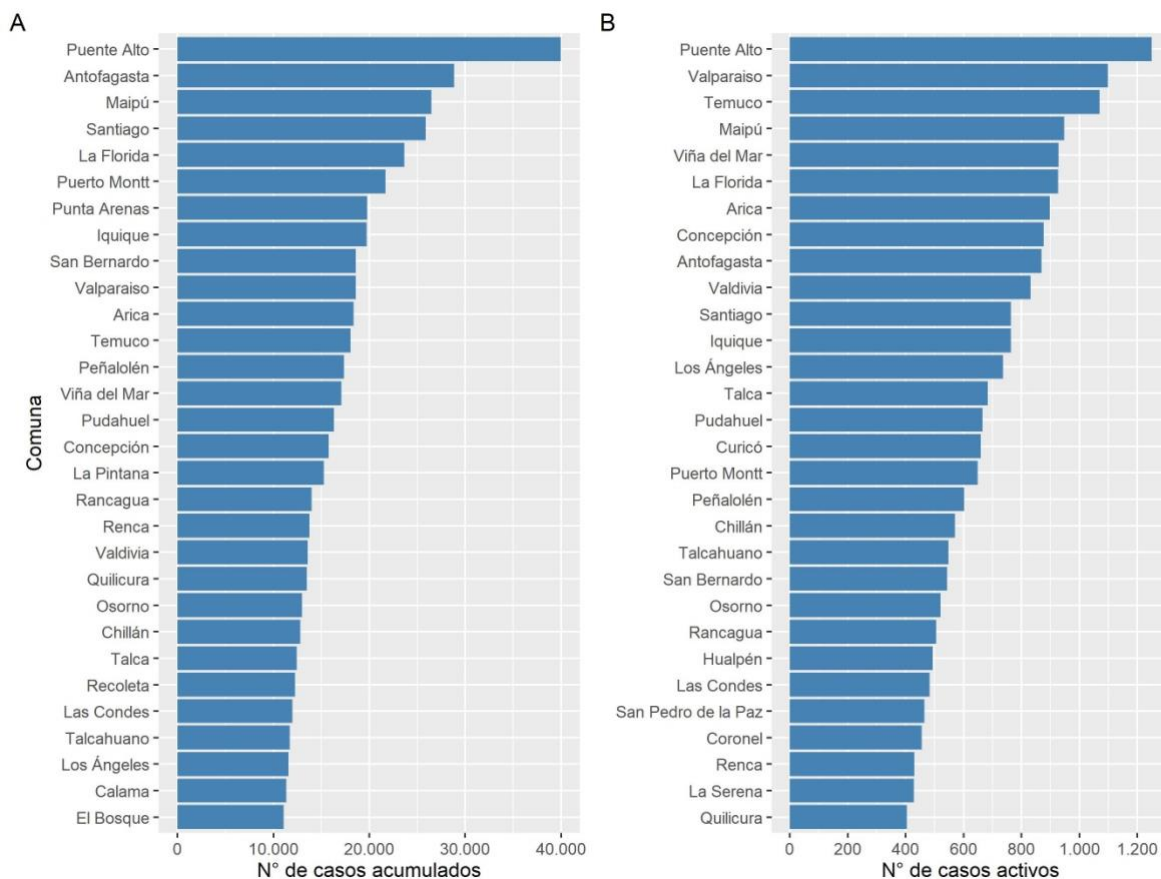 A
Comuna
Puente Alto
Antofagasta
Maipú
Santiago
La Florida
Puerto Montt
Punta Arenas
Iquique
San Bernardo
Valparaiso
Arica
Temuco
Peñalolén
Viña del Mar
Pudahuel
Concepción
La Pintana
Rancagua
Renca
Valdivia
Quilicura
Osorno
Chillán
Talca
Recoleta
Las Condes
Talcahuano
Los Ángeles
Calama
El Bosque
0 10.000 20.000 30.000 40.000
N° de casos acumulados
B
Puente Alto
Valparaiso
Temuco
Maipú
Viña del Mar
La Florida
Arica
Concepción
Antofagasta
Valdivia
Santiago
Iquique
Los Ángeles
Talca
Pudahuel
Curicó
Puerto Montt
Peñalolén
Chillán
Talcahuano
San Bernardo
Osorno
Rancagua
Hualpén
Las Condes
San Pedro de la Paz
Coronel
Renca
La Serena
Quilicura
0 200 400 600 800 1.000 1.200
N° de casos activos